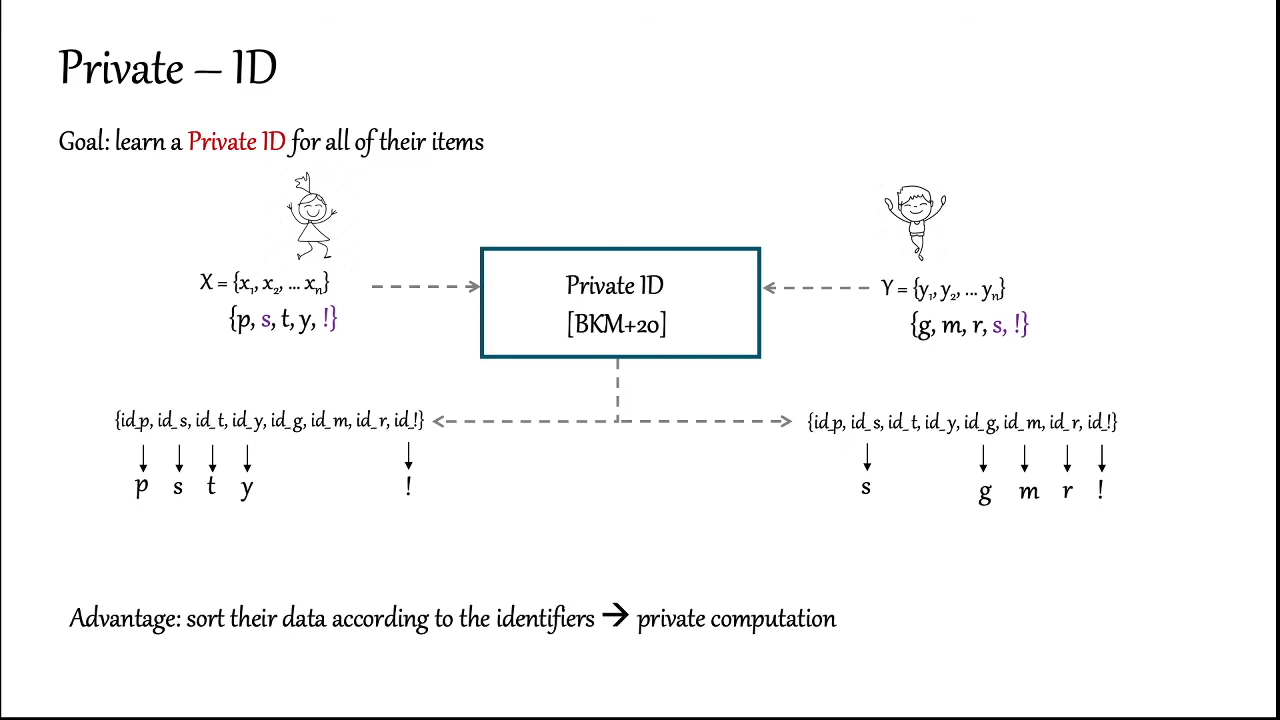 Private – ID
Goal: learn a Private ID for all of their items
X = {x1, x2, ... xn}
{p, s, t, y, !}
Private ID
[BKM+20]
Y = {y1, y2, ... yn}
{g, m, r, s, !}
{id_p, id_s, id_t, id_y, id_g, id_m, id_r, id_!}
{id_p, id_s, id_t, id_y, id_g, id_m, id_r, id_!}
p s t y !
s g m r !
Advantage: sort their data according to the identifiers → private computation